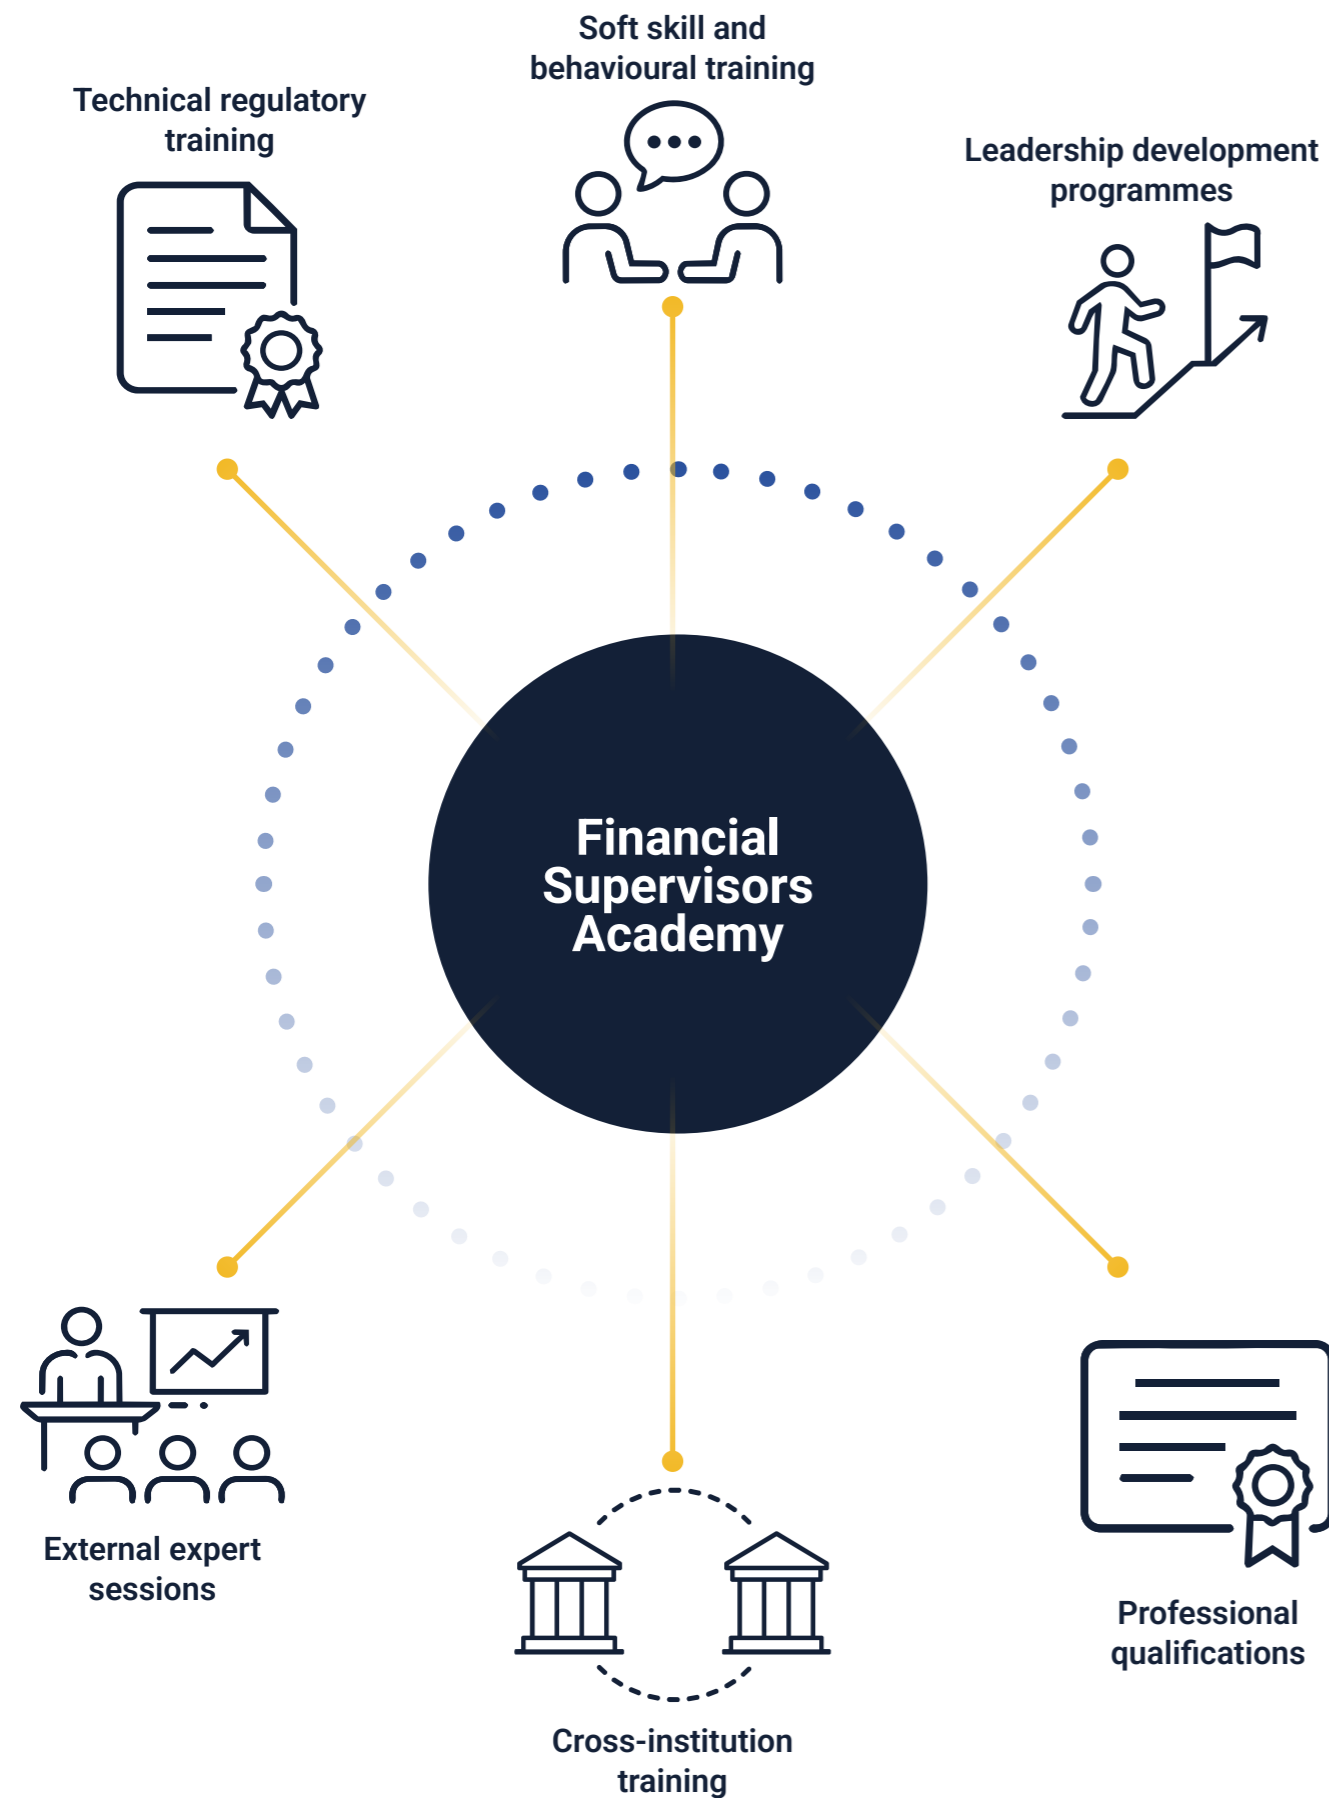 Soft skill and
behavioural training
Technical regulatory
training
Leadership development
programmes
Financial
Supervisors
Academy
External expert
sessions
Professional
qualifications
Cross-institution
training